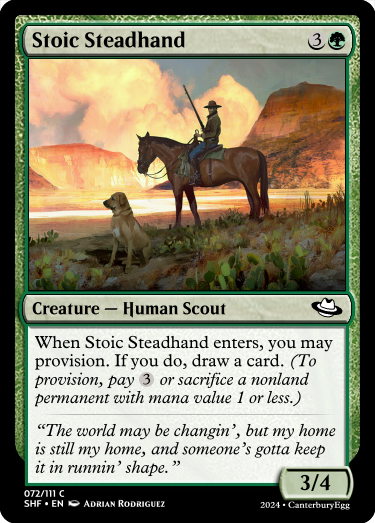 Stoic Steadhand 3
Creature — Human Scout
When Stoic Steadhand enters, you may
provision. If you do, draw a card. (To
provision, pay 3 or sacrifice a nonland
permanent with mana value 1 or less.)
“The world may be changin’, but my home
is still my home, and someone’s gotta keep
it in runnin’ shape.”
3/4
072/111 C
SHF • EN Adrian Rodriguez
2024 • CanterburyEgg